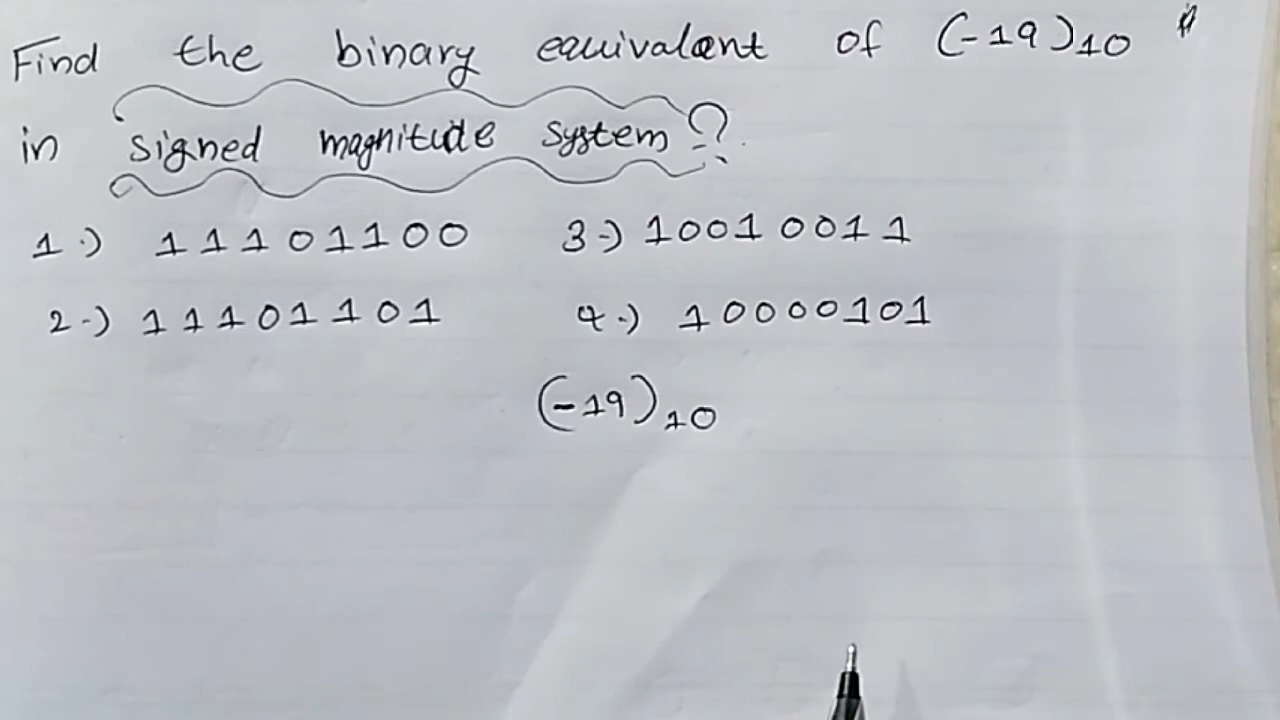 Find the binary equivalent of (-19)10
in signed magnitude system?
1.) 11101100 3.) 10010011
2.) 11101101 4.) 10000101
(-19)10